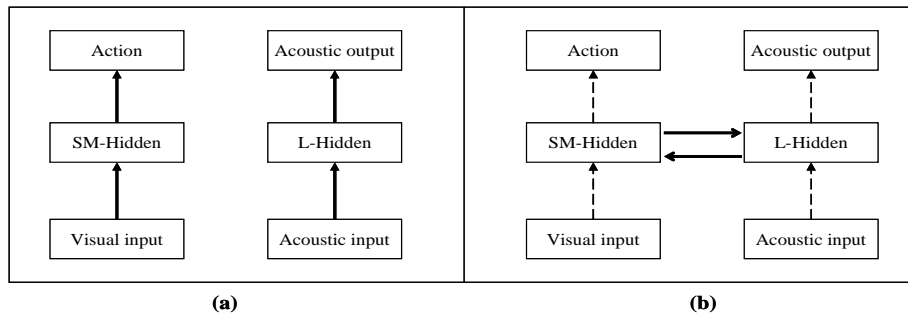 Action
Acoustic output
SM-Hidden
L-Hidden
Visual input
Acoustic input
(a)
Action
Acoustic output
SM-Hidden
L-Hidden
Visual input
Acoustic input
(b)